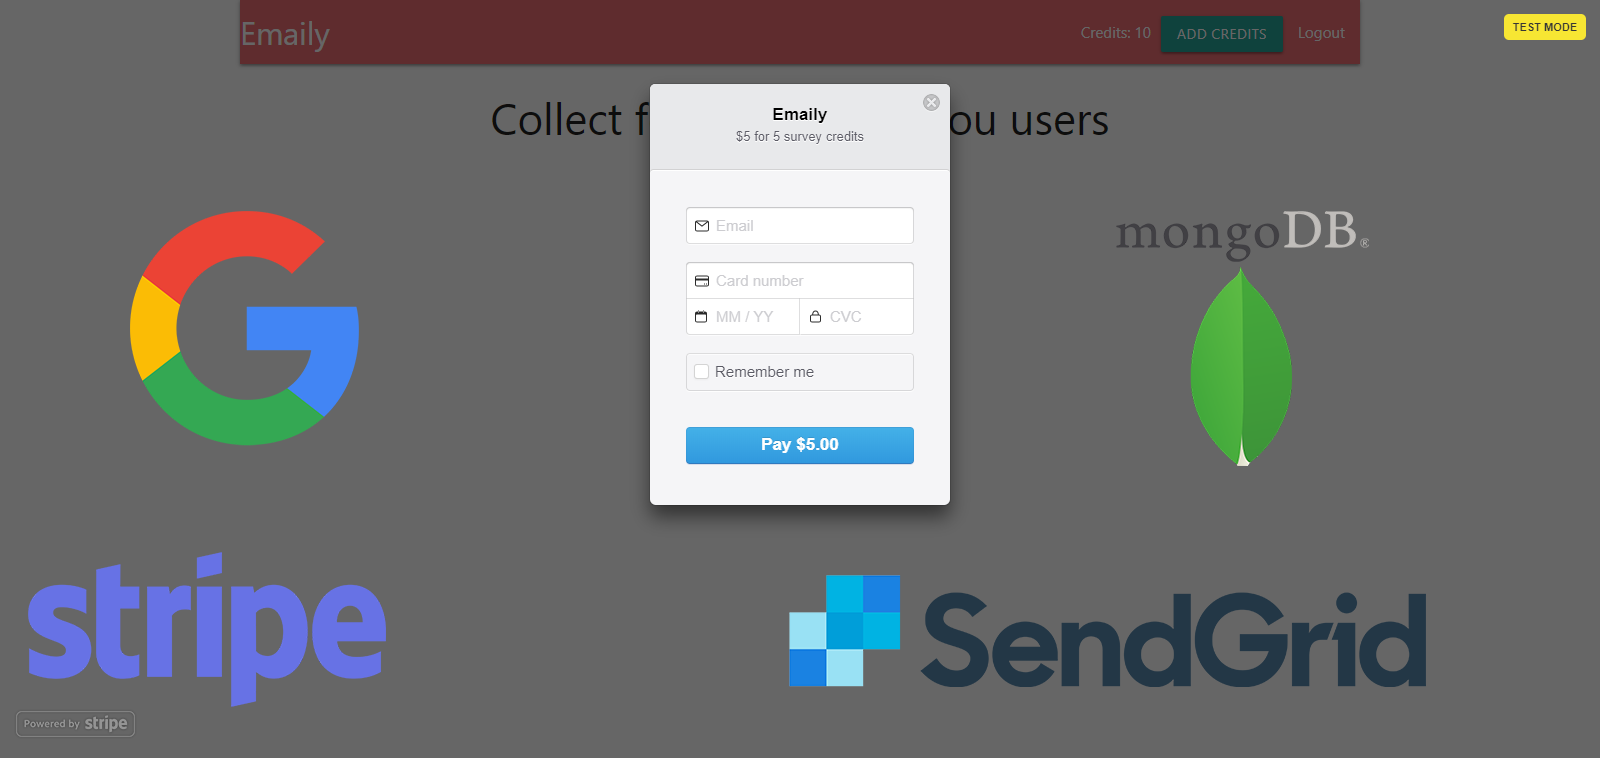 Emaily
Credits: 10 ADD CREDITS Logout
TEST MODE
Collect f ou users
Emaily
$5 for 5 survey credits
Email
Card number
MM / YY CVC
Remember me
Pay $5.00
mongoDB®
stripe
SendGrid
Powered by stripe